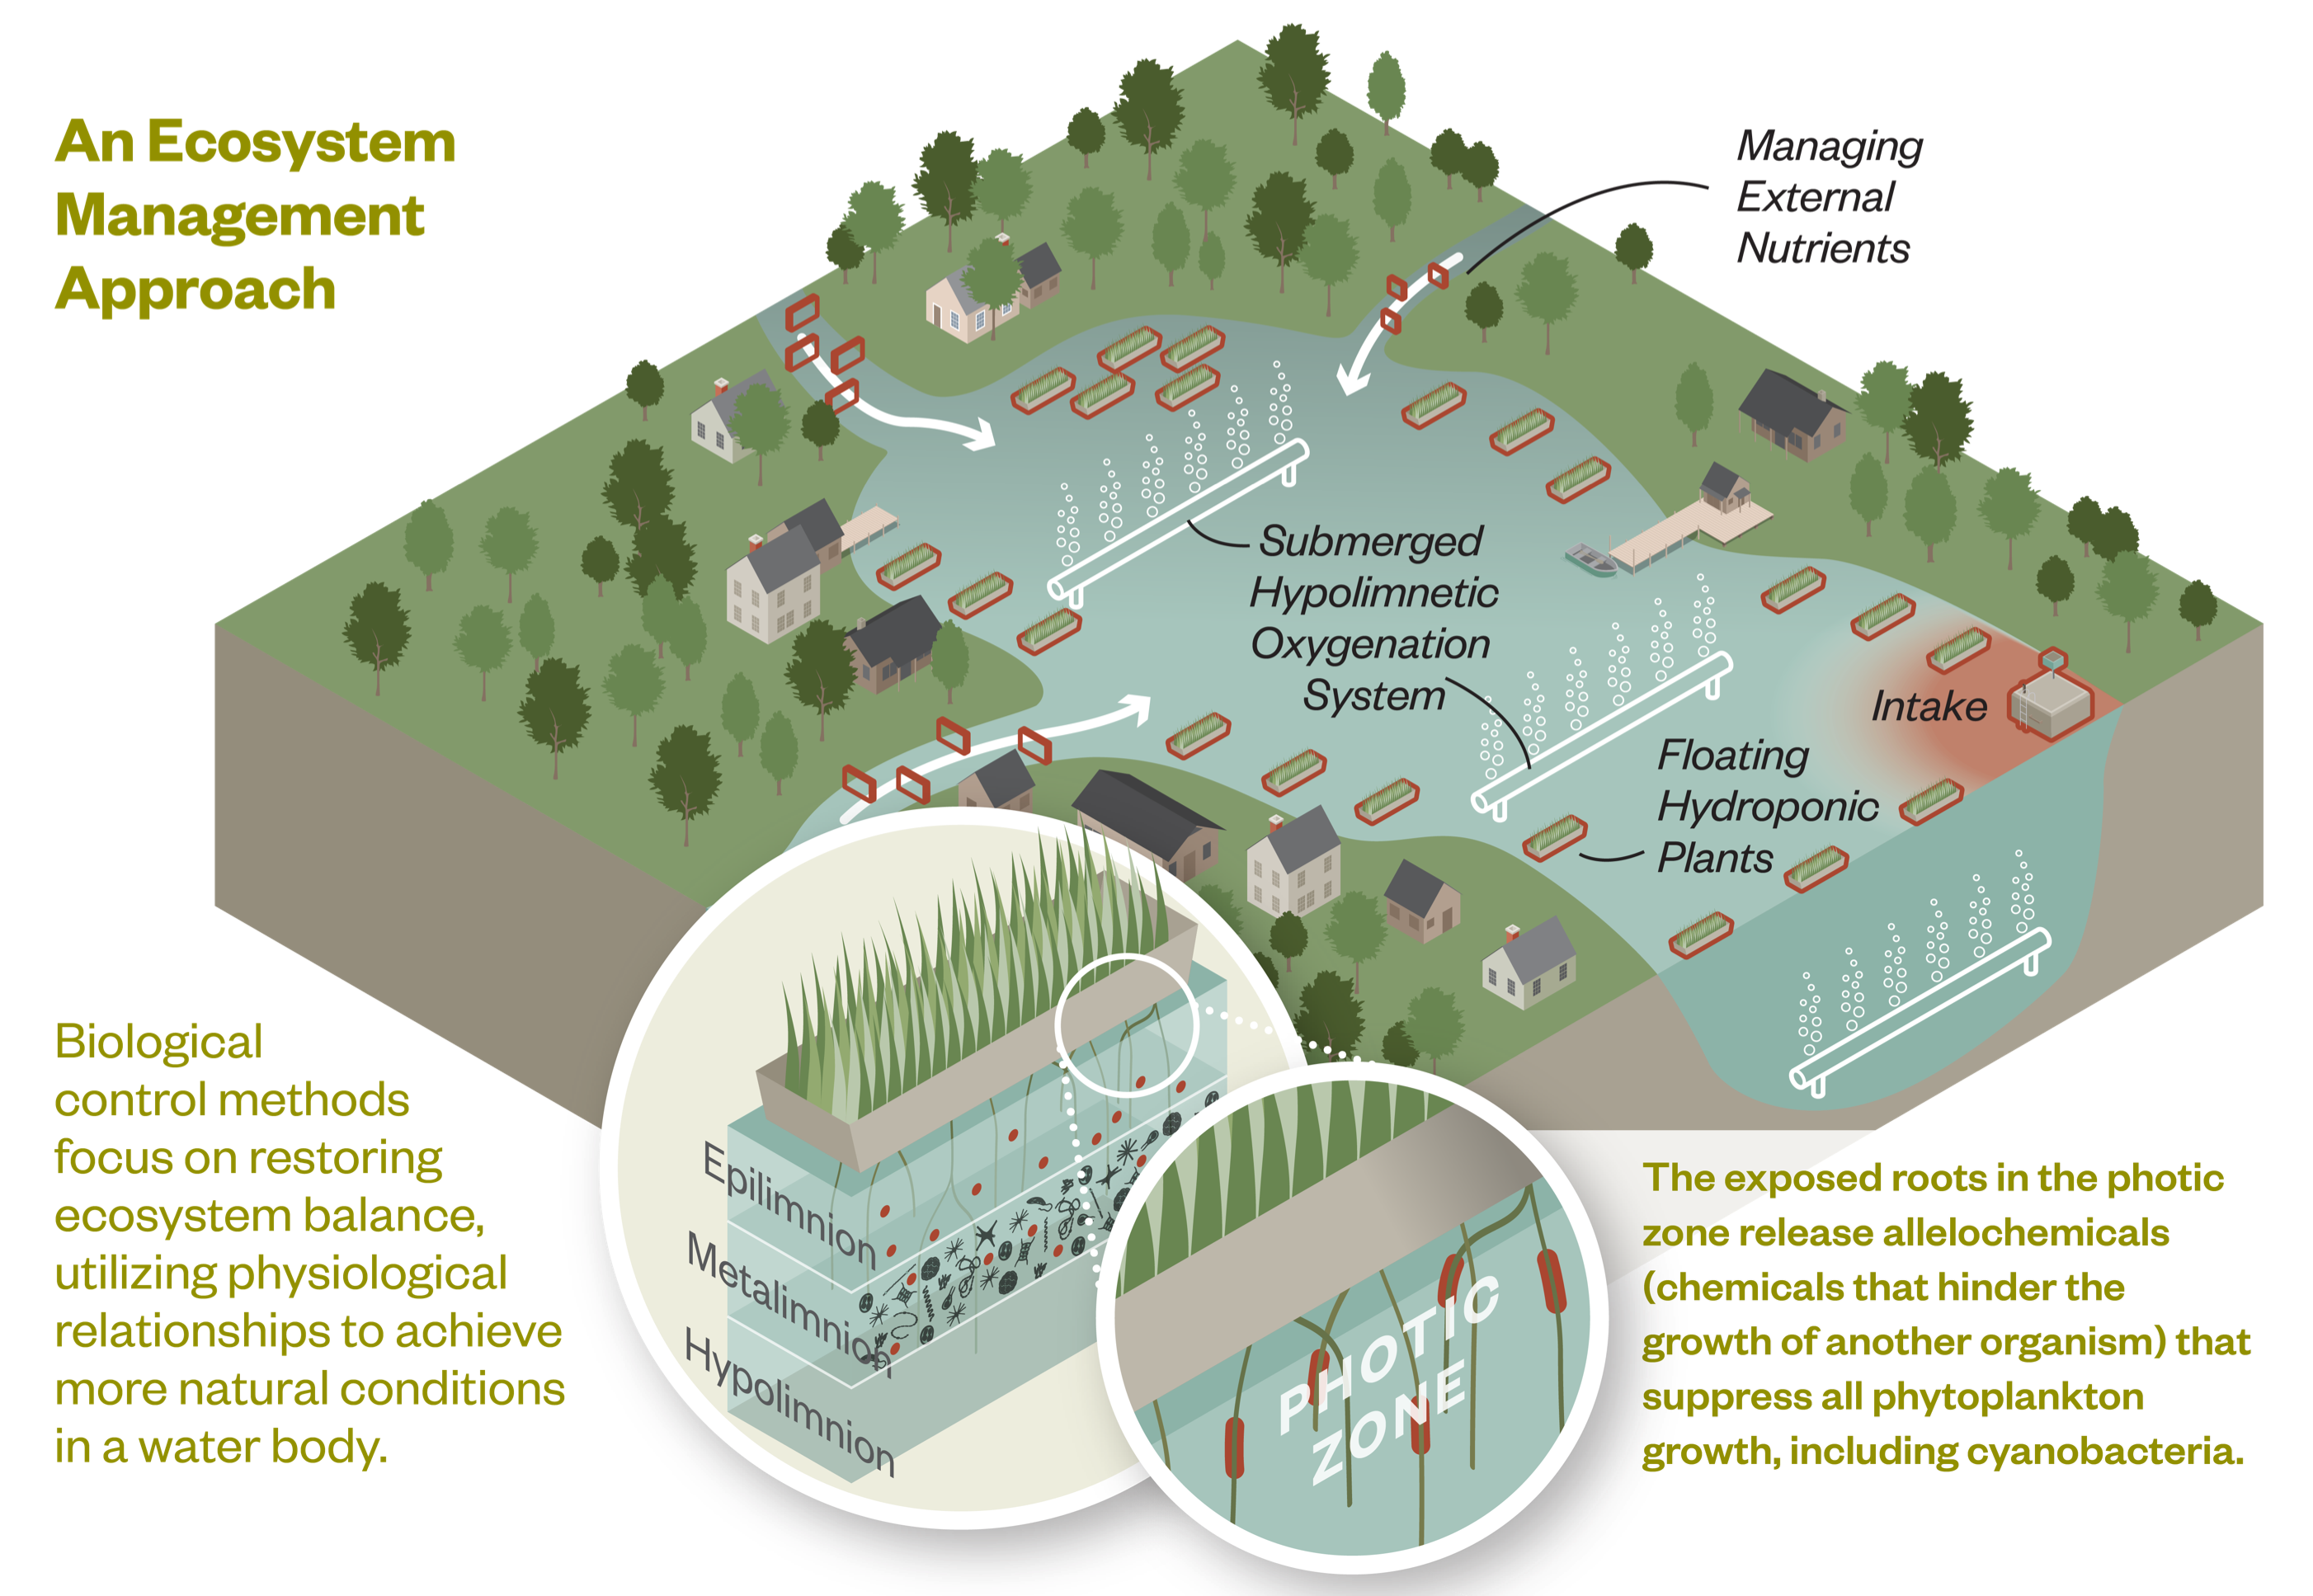 An Ecosystem
Management
Approach
Managing
External
Nutrients
Submerged
Hypolimnetic
Oxygenation
System
Intake
Floating
Hydroponic
Plants
Biological
control methods
focus on restoring
ecosystem balance,
utilizing physiological
relationships to achieve
more natural conditions
in a water body.
Epilimnion
Metalimnion
Hypolimnion
PHOTIC
ZONE
The exposed roots in the photic
zone release allelochemicals
(chemicals that hinder the
growth of another organism) that
suppress all phytoplankton
growth, including cyanobacteria.